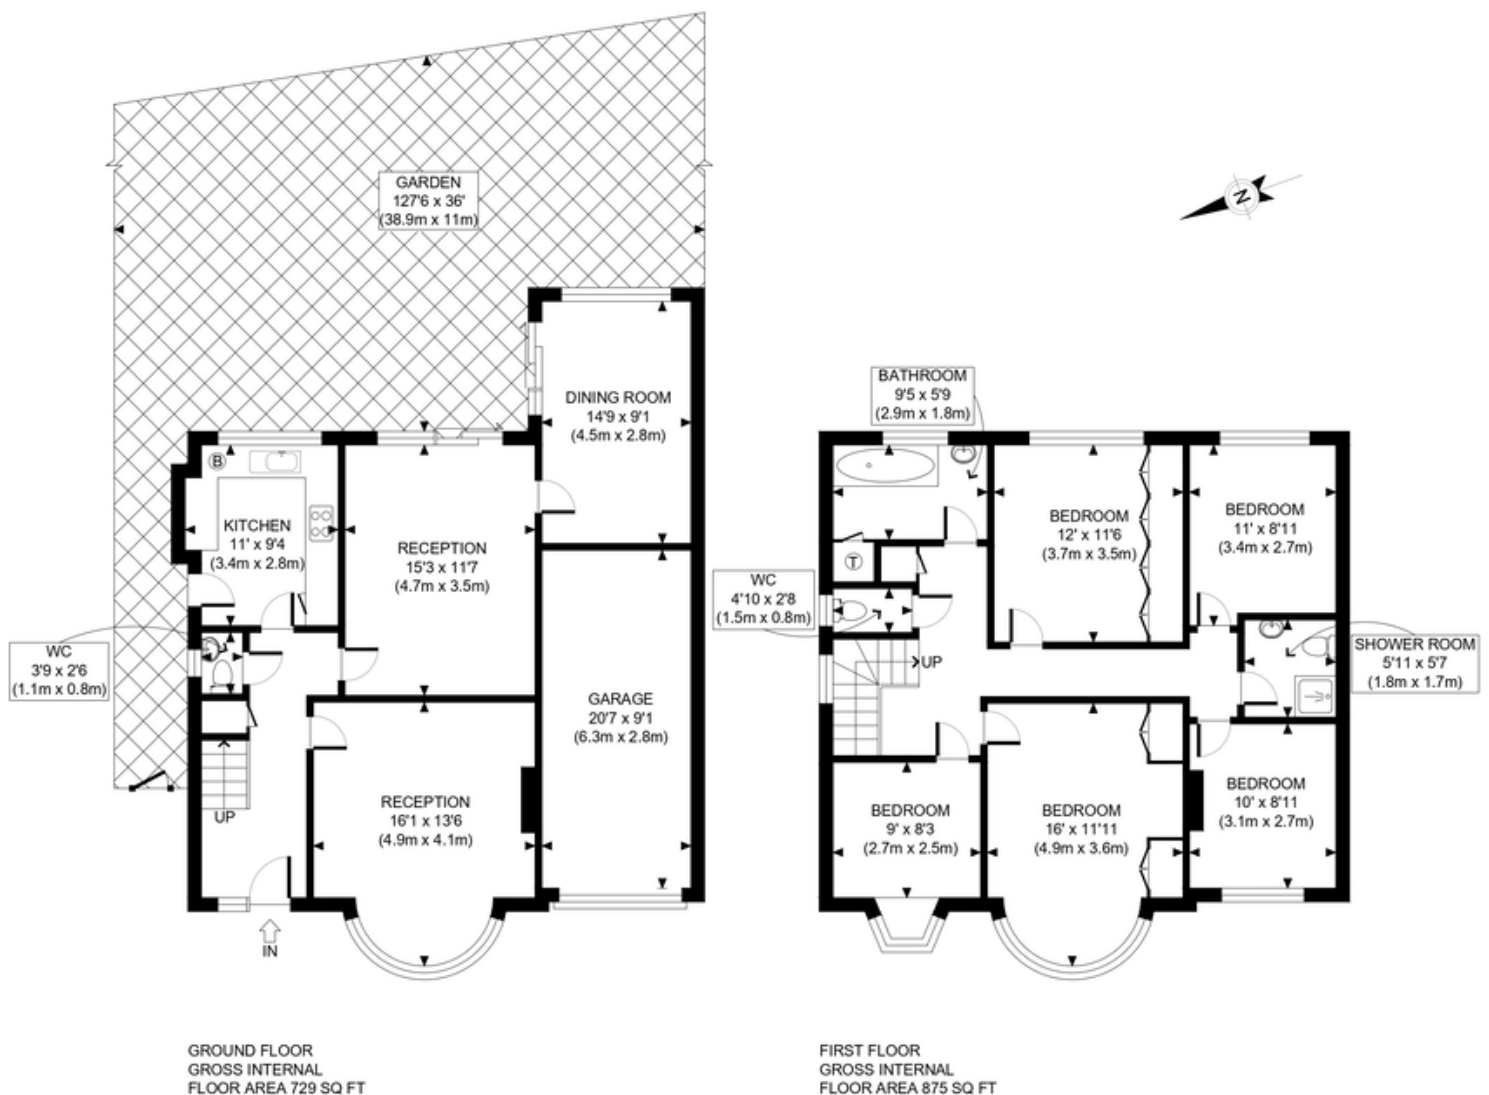 GARDEN
127'6 x 36'
(38.9m x 11m)
N
DINING ROOM
14'9 x 9'1
(4.5m x 2.8m)
B
KITCHEN
11' x 9'4
(3.4m x 2.8m)
RECEPTION
15'3 x 11'7
(4.7m x 3.5m)
WC
3'9 x 2'6
(1.1m x 0.8m)
GARAGE
20'7 x 9'1
(6.3m x 2.8m)
RECEPTION
16'1 x 13'6
(4.9m x 4.1m)
UP
IN
GROUND FLOOR
GROSS INTERNAL
FLOOR AREA 729 SQ FT
BATHROOM
9'5 x 5'9
(2.9m x 1.8m)
BEDROOM
12' x 11'6
(3.7m x 3.5m)
BEDROOM
11' x 8'11
(3.4m x 2.7m)
T
WC
4'10 x 2'8
(1.5m x 0.8m)
UP
SHOWER ROOM
5'11 x 5'7
(1.8m x 1.7m)
BEDROOM
9' x 8'3
(2.7m x 2.5m)
BEDROOM
16' x 11'11
(4.9m x 3.6m)
BEDROOM
10' x 8'11
(3.1m x 2.7m)
FIRST FLOOR
GROSS INTERNAL
FLOOR AREA 875 SQ FT